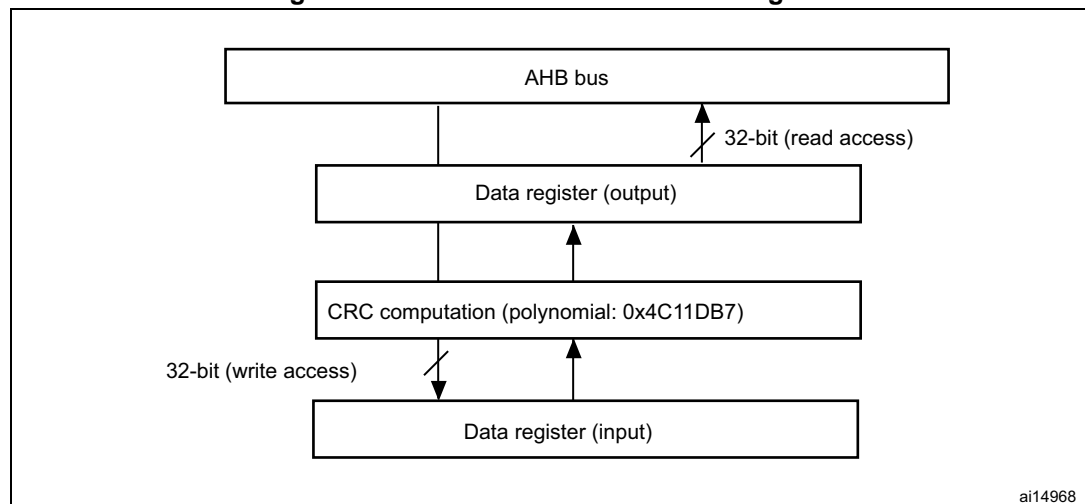 AHB bus
32-bit (read access)
Data register (output)
CRC computation (polynomial: 0x4C11DB7)
32-bit (write access)
Data register (input)
ai14968